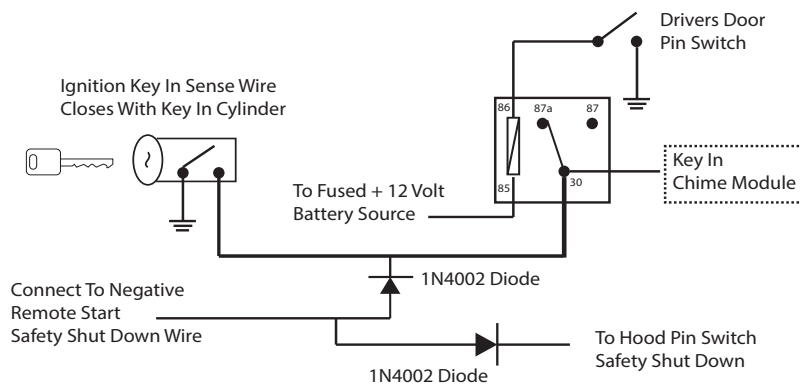 Drivers Door
Pin Switch
Ignition Key In Sense Wire
Closes With Key In Cylinder
86
87a
87
Key In
Chime Module
30
85
To Fused + 12 Volt
Battery Source
1N4002 Diode
Connect To Negative
Remote Start
Safety Shut Down Wire
To Hood Pin Switch
Safety Shut Down
1N4002 Diode